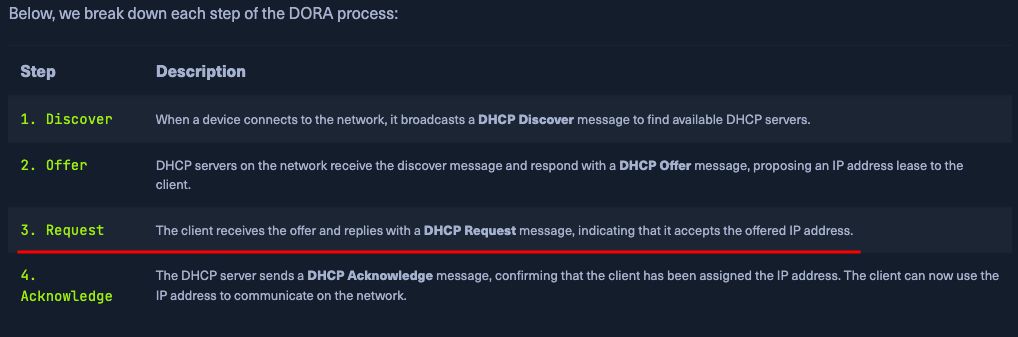 Below, we break down each step of the DORA process:
Step Description
1. Discover When a device connects to the network, it broadcasts a DHCP Discover message to find available DHCP servers.
2. Offer DHCP servers on the network receive the discover message and respond with a DHCP Offer message, proposing an IP address lease to the
client.
3. Request The client receives the offer and replies with a DHCP Request message, indicating that it accepts the offered IP address.
4. The DHCP server sends a DHCP Acknowledge message, confirming that the client has been assigned the IP address. The client can now use the
Acknowledge IP address to communicate on the network.